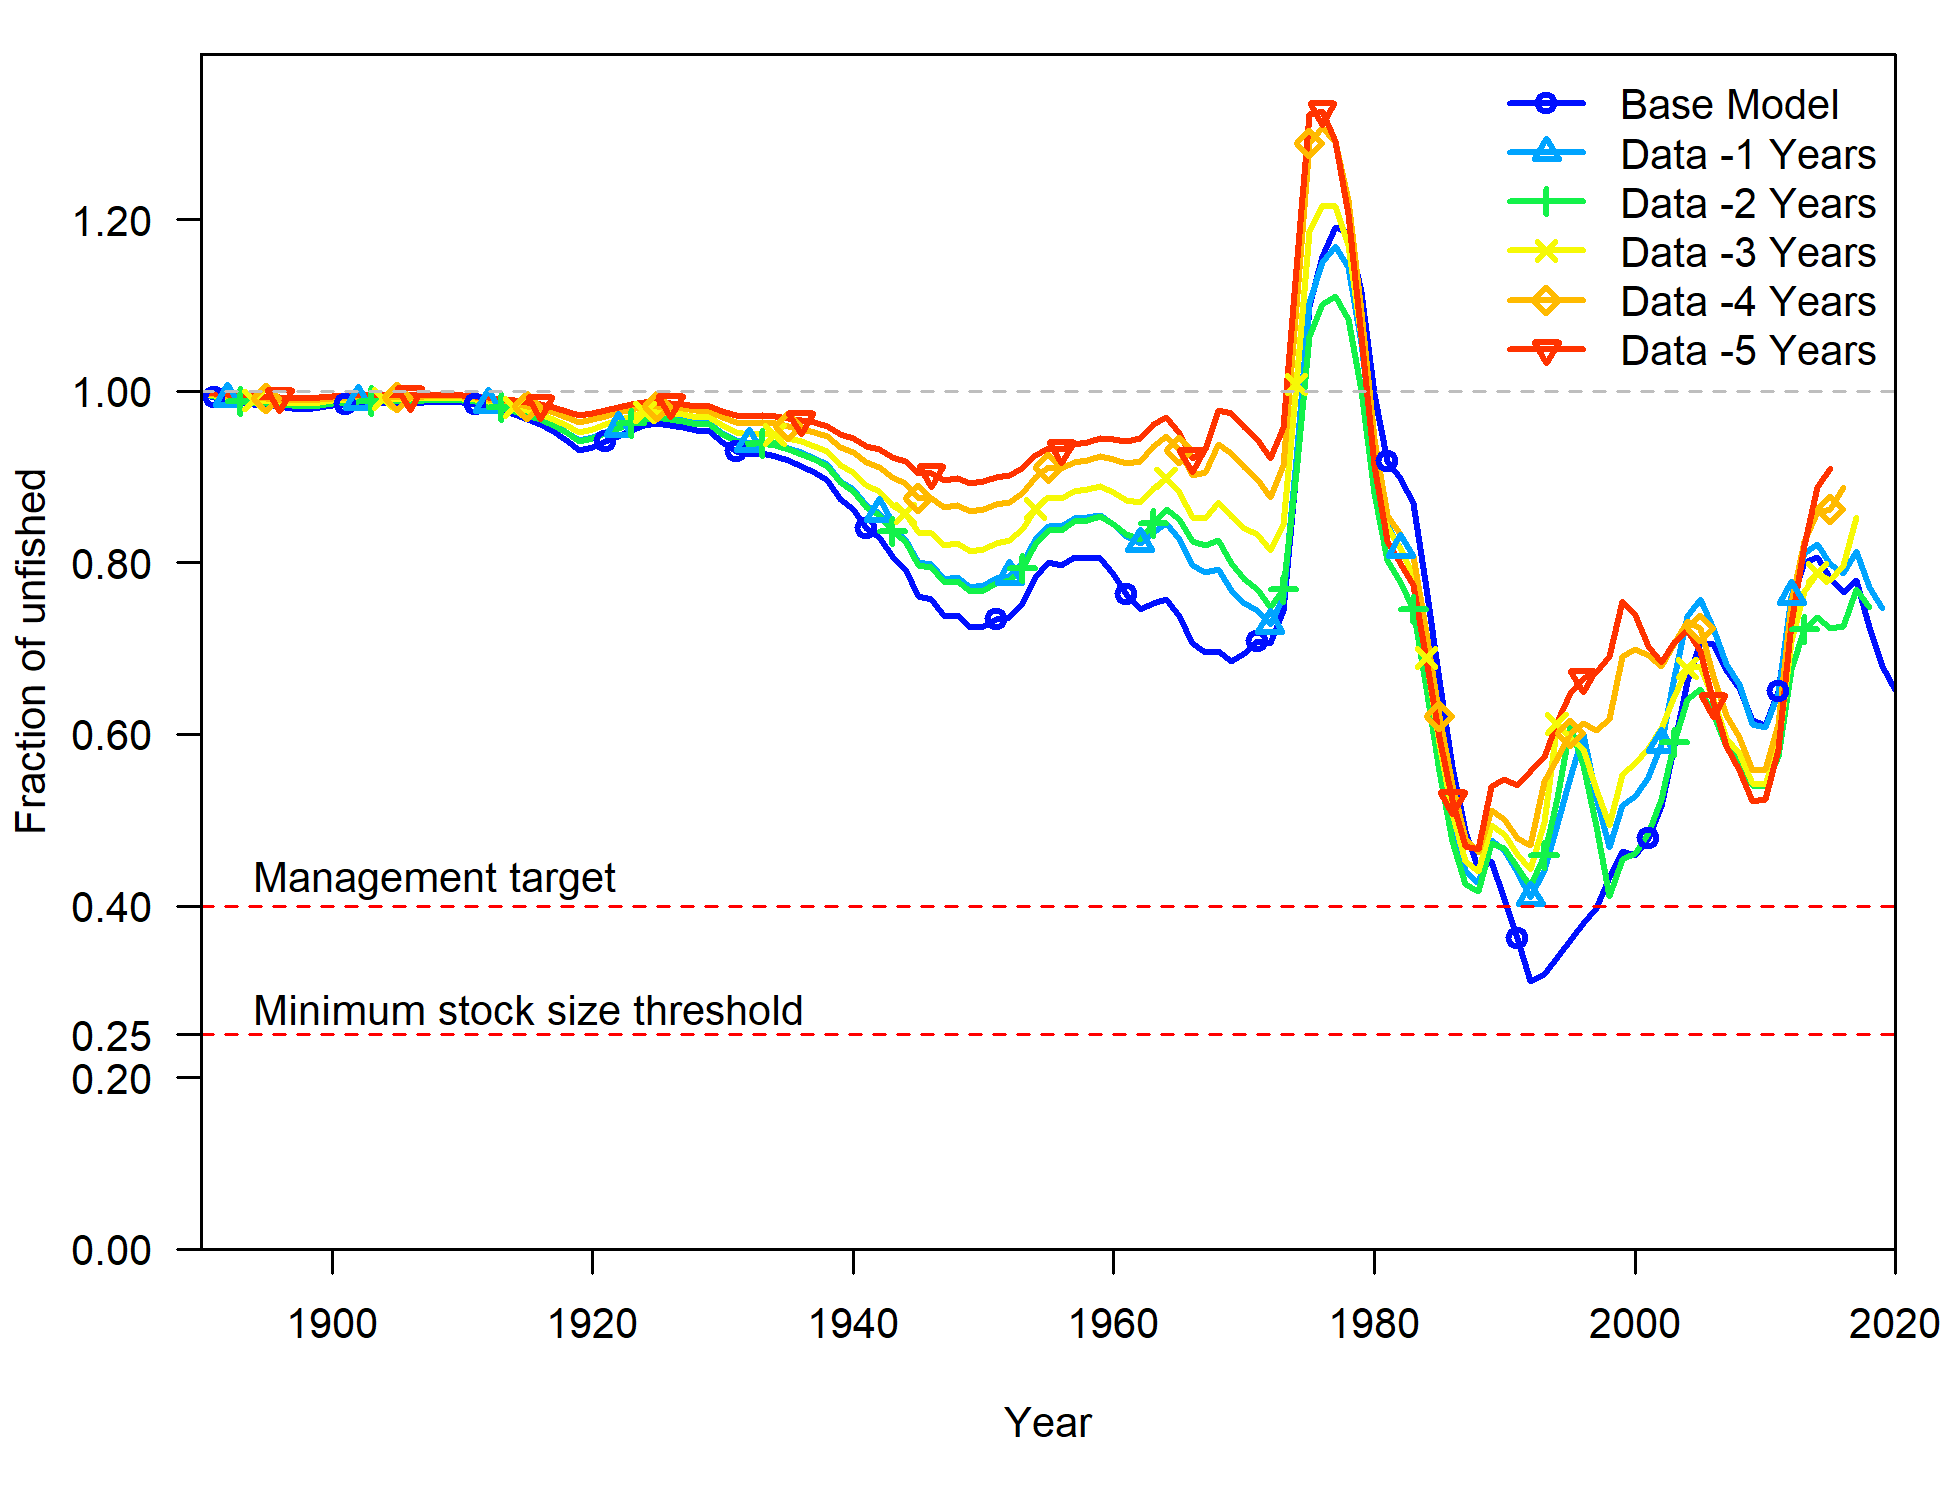 Base Model
Data -1 Years
Data -2 Years
Data -3 Years
Data -4 Years
Data -5 Years
1.20
1.00
0.80
0.60
0.40
0.25
0.20
0.00
Fraction of unfished
Management target
Minimum stock size threshold
1900
1920
1940
1960
1980
2000
2020
Year